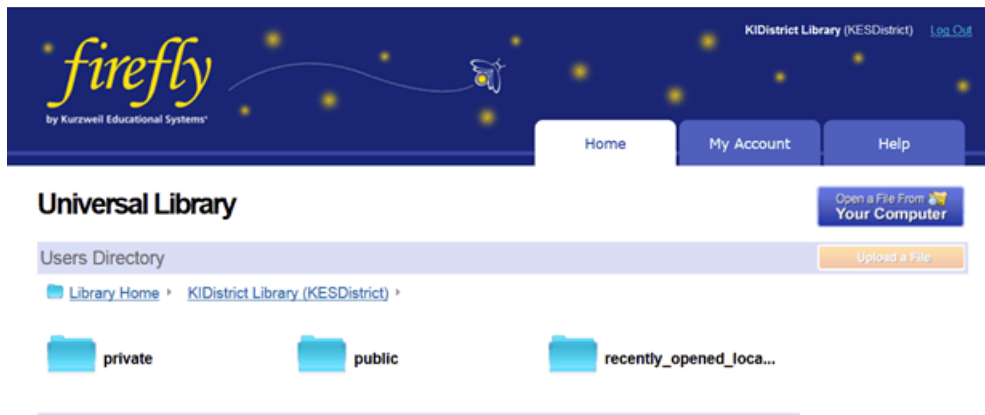 KIDistrict Library (KESDistrict) Log Out
firefly
by Kurzweil Educational Systems®
Home My Account Help
Universal Library
Open a File From
Your Computer
Users Directory
Upload a File
Library Home KIDistrict Library (KESDistrict)
private public recently_opened_loca...